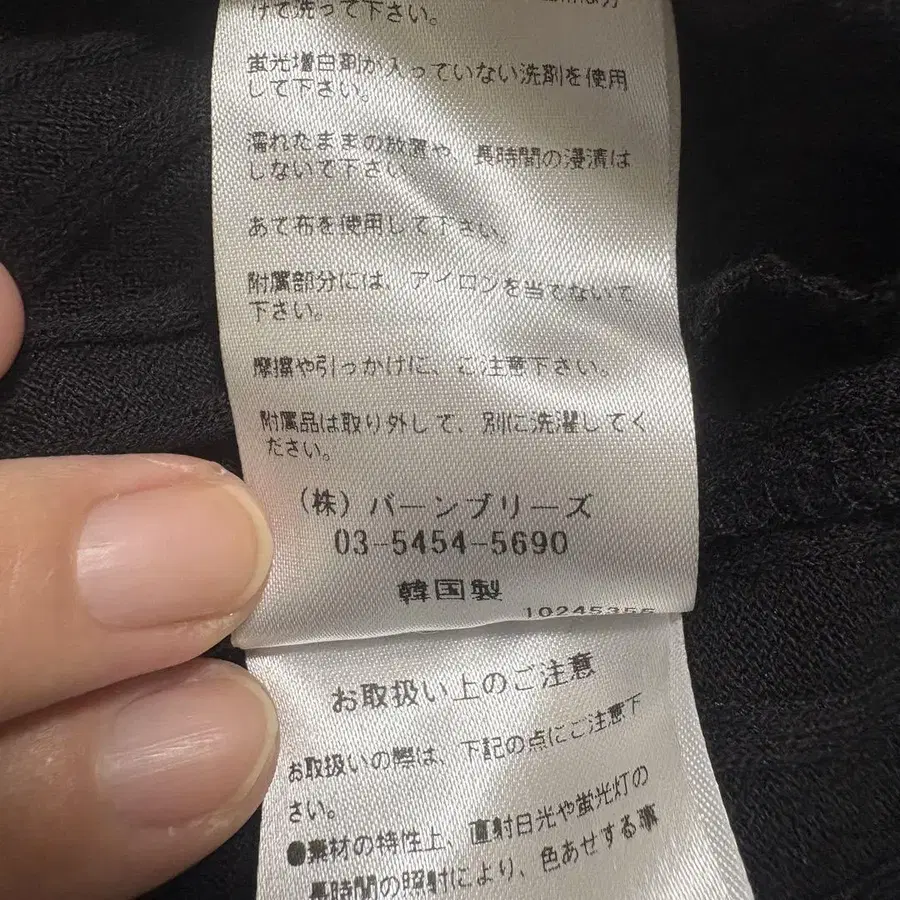 けて洗って下さい。
蛍光増白剤が入っていない洗剤を使用
して下さい。
濡れたままの放置や、長時間の浸漬は
しないで下さい。
あて布を使用して下さい。
附属部分には、アイロンを当てないで
下さい。
摩擦や引っかけに、ご注意下さい。
附属品は取り外して、別に洗濯してく
ださい。
(株)バーンブリーズ
03-5454-5690
韓国製
10245355
お取扱い上のご注意
お取扱いの際は、下記の点にご注意下
さい。
●素材の特性上、直射日光や蛍光灯の
長時間の照射により、色あせする事